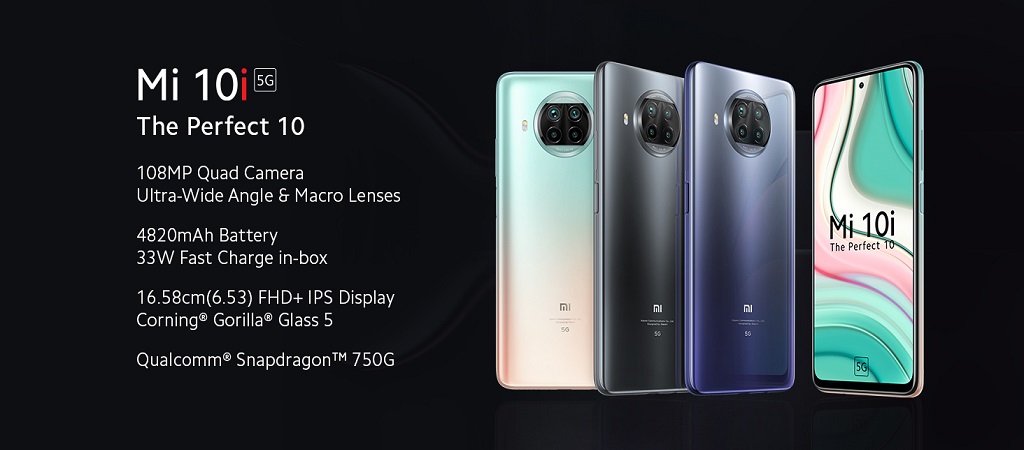 Mi 10i 5G
The Perfect 10
108MP Quad Camera
Ultra-Wide Angle & Macro Lenses
4820mAh Battery
33W Fast Charge in-box
16.58cm(6.53) FHD+ IPS Display
Corning® Gorilla® Glass 5
Qualcomm® Snapdragon™ 750G
mi
5G
mi
5G
mi
5G
Mi 10i
The Perfect 10
5G